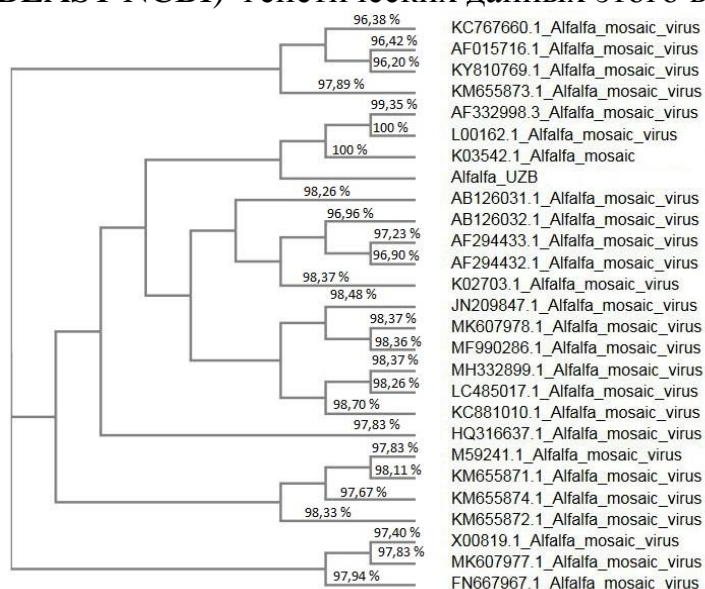 BLAST NCBI) генетических данных этого в
96,38 % KC767660.1_Alfalfa_mosaic_virus
96,42 % AF015716.1_Alfalfa_mosaic_virus
96,20 % KY810769.1_Alfalfa_mosaic_virus
97,89 % KM655873.1_Alfalfa_mosaic_virus
99,35 % AF332998.3_Alfalfa_mosaic_virus
100 % L00162.1_Alfalfa_mosaic_virus
100 % K03542.1_Alfalfa_mosaic
Alfalfa_UZB
98,26 % AB126031.1_Alfalfa_mosaic_virus
96,96 % AB126032.1_Alfalfa_mosaic_virus
97,23 % AF294433.1_Alfalfa_mosaic_virus
96,90 % AF294432.1_Alfalfa_mosaic_virus
98,37 % K02703.1_Alfalfa_mosaic_virus
98,48 % JN209847.1_Alfalfa_mosaic_virus
98,37 % MK607978.1_Alfalfa_mosaic_virus
98,36 % MF990286.1_Alfalfa_mosaic_virus
98,37 % MH332899.1_Alfalfa_mosaic_virus
98,26 % LC485017.1_Alfalfa_mosaic_virus
98,70 % KC881010.1_Alfalfa_mosaic_virus
97,83 % HQ316637.1_Alfalfa_mosaic_virus
97,83 % M59241.1_Alfalfa_mosaic_virus
98,11 % KM655871.1_Alfalfa_mosaic_virus
97,67 % KM655874.1_Alfalfa_mosaic_virus
98,33 % KM655872.1_Alfalfa_mosaic_virus
97,40 % X00819.1_Alfalfa_mosaic_virus
97,83 % MK607977.1_Alfalfa_mosaic_virus
97,94 % FN667967.1_Alfalfa_mosaic_virus